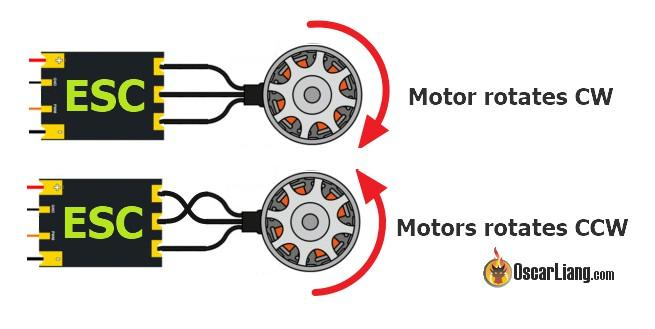 ESC
Motor rotates CW
ESC
Motors rotates CCW
OscarLiang.com